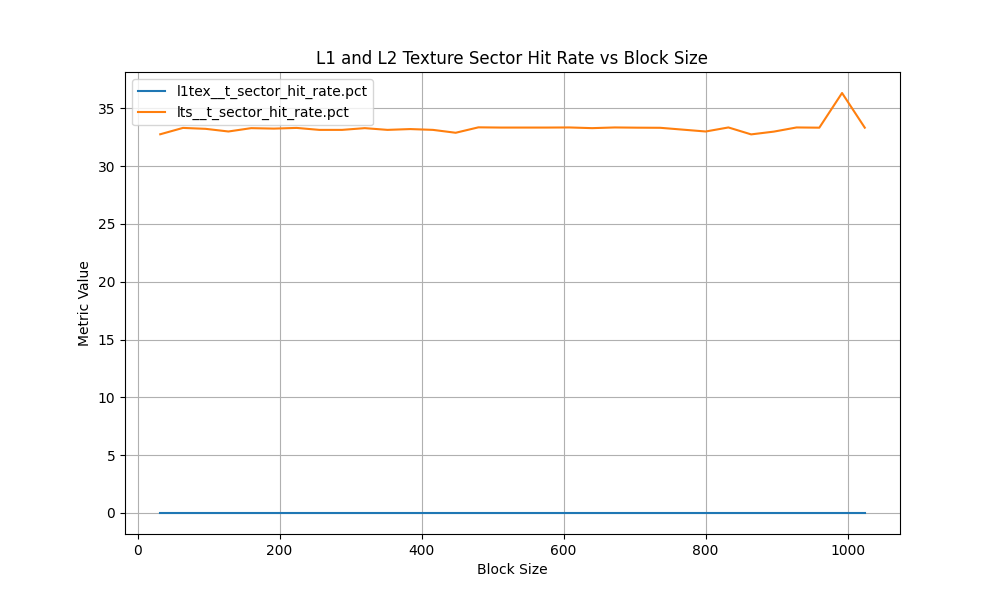 L1 and L2 Texture Sector Hit Rate vs Block Size
l1tex__t_sector_hit_rate.pct
lts__t_sector_hit_rate.pct
35
30
25
20
15
10
5
0
Metric Value
0 200 400 600 800 1000
Block Size